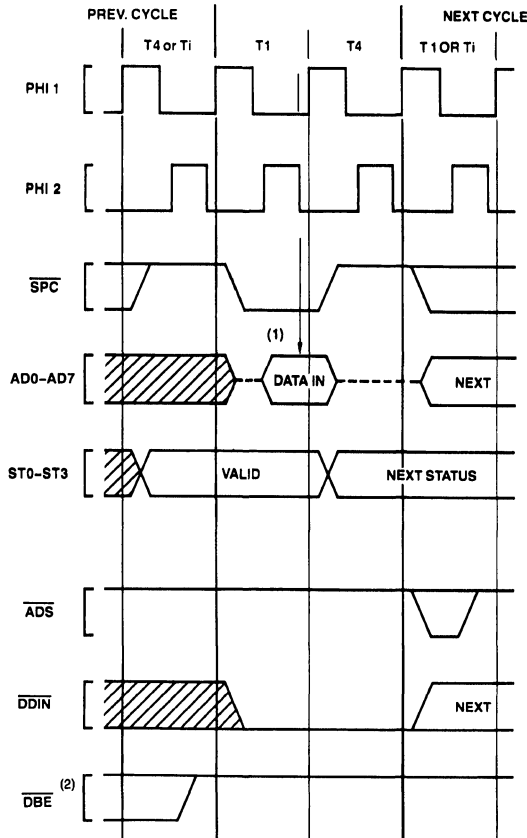 PREV. CYCLE
NEXT CYCLE
T4 or Ti
T1
T4
T1 OR Ti
PHI 1
PHI 2
SPC
(1)
AD0–AD7
DATA IN
NEXT
ST0–ST3
VALID
NEXT STATUS
ADS
DDIN
NEXT
DBE (2)